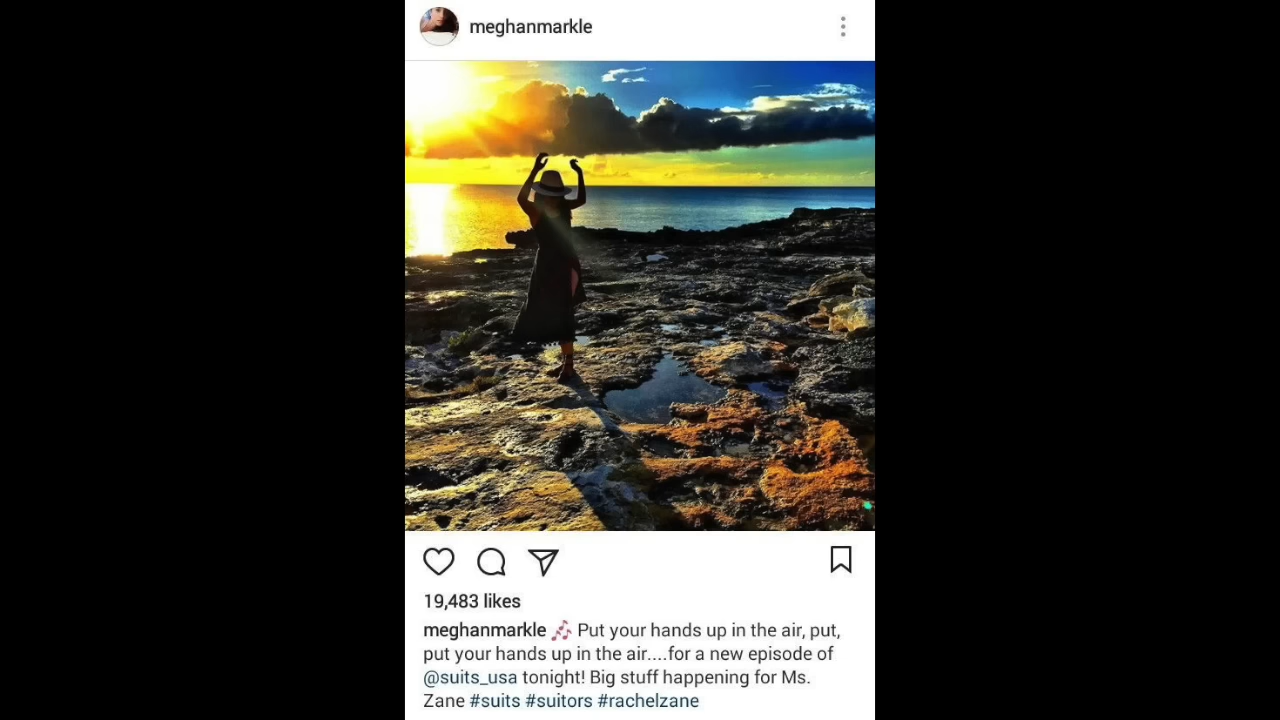 meghanmarkle
19,483 likes
meghanmarkle 🎶 Put your hands up in the air, put,
put your hands up in the air....for a new episode of
@suits_usa tonight! Big stuff happening for Ms.
Zane #suits #suitors #rachelzane